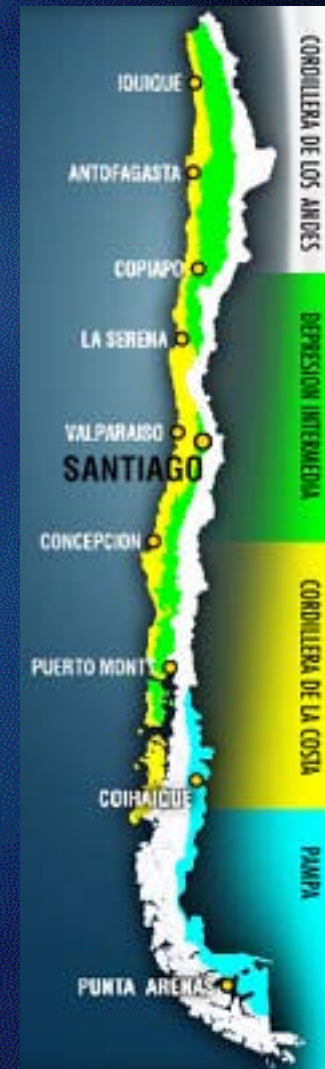 IQUIQUE
ANTOFAGASTA
COPIAPO
LA SERENA
VALPARAISO
SANTIAGO
CONCEPCION
PUERTO MONTT
COIHAIQUE
PUNTA ARENAS
CORDILLERA DE LOS ANDES
DEPRESION INTERMEDIA
CORDILLERA DE LA COSTA
PAMPA